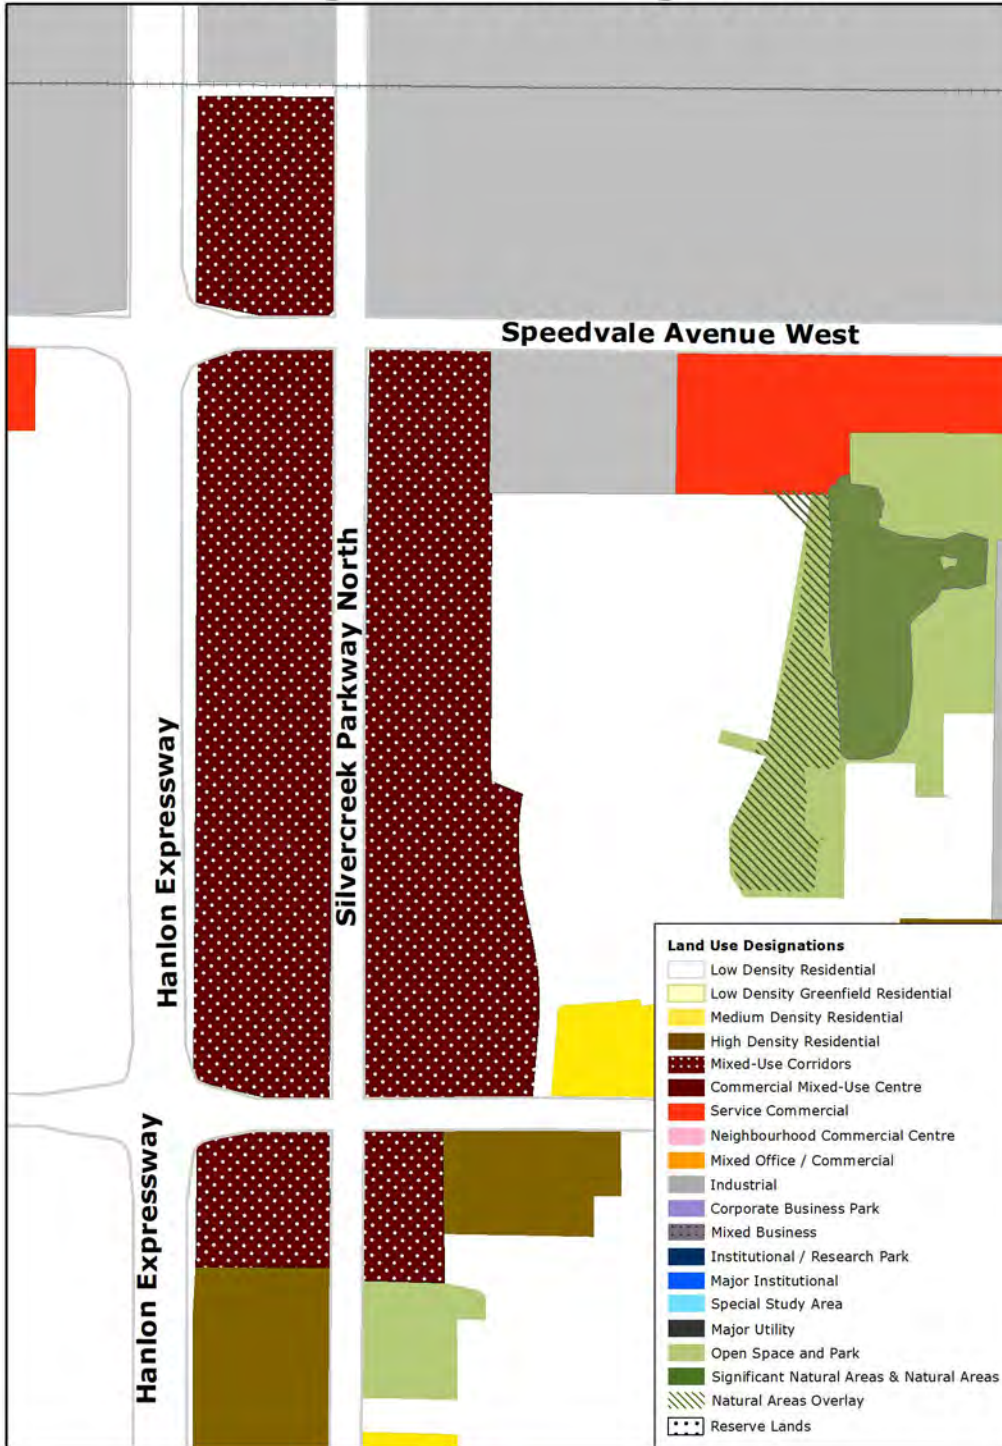 Speedvale Avenue West
Silvercreek Parkway North
Hanlon Expressway
Hanlon Expressway
Land Use Designations
Low Density Residential
Low Density Greenfield Residential
Medium Density Residential
High Density Residential
Mixed-Use Corridors
Commercial Mixed-Use Centre
Service Commercial
Neighbourhood Commercial Centre
Mixed Office / Commercial
Industrial
Corporate Business Park
Mixed Business
Institutional / Research Park
Major Institutional
Special Study Area
Major Utility
Open Space and Park
Significant Natural Areas & Natural Areas
Natural Areas Overlay
Reserve Lands